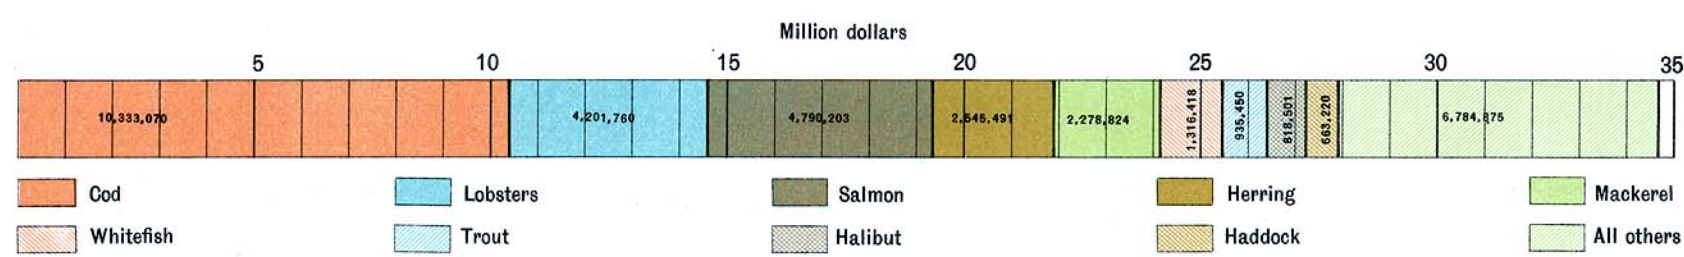 Million dollars
5 10 15 20 25 30 35
10,333,070 4,201,760 4,790,203 2,545,491 2,278,824 1,316,418 935,450 818,501 663,220 6,784,875
Cod Lobsters Salmon Herring Mackerel
Whitefish Trout Halibut Haddock All others